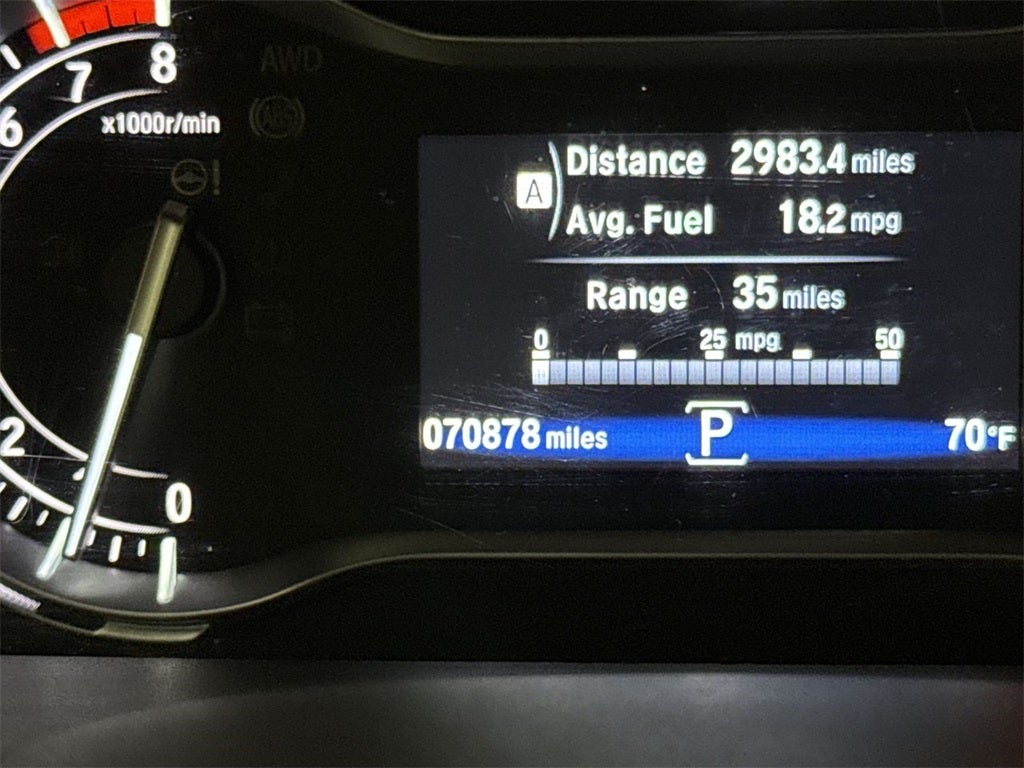 AWD
8
7
6
x1000r/min
ABS
!
Distance 2983.4 miles
A
Avg. Fuel 18.2 mpg
Range 35 miles
0 25 mpg 50
2
070878 miles P 70°F
0